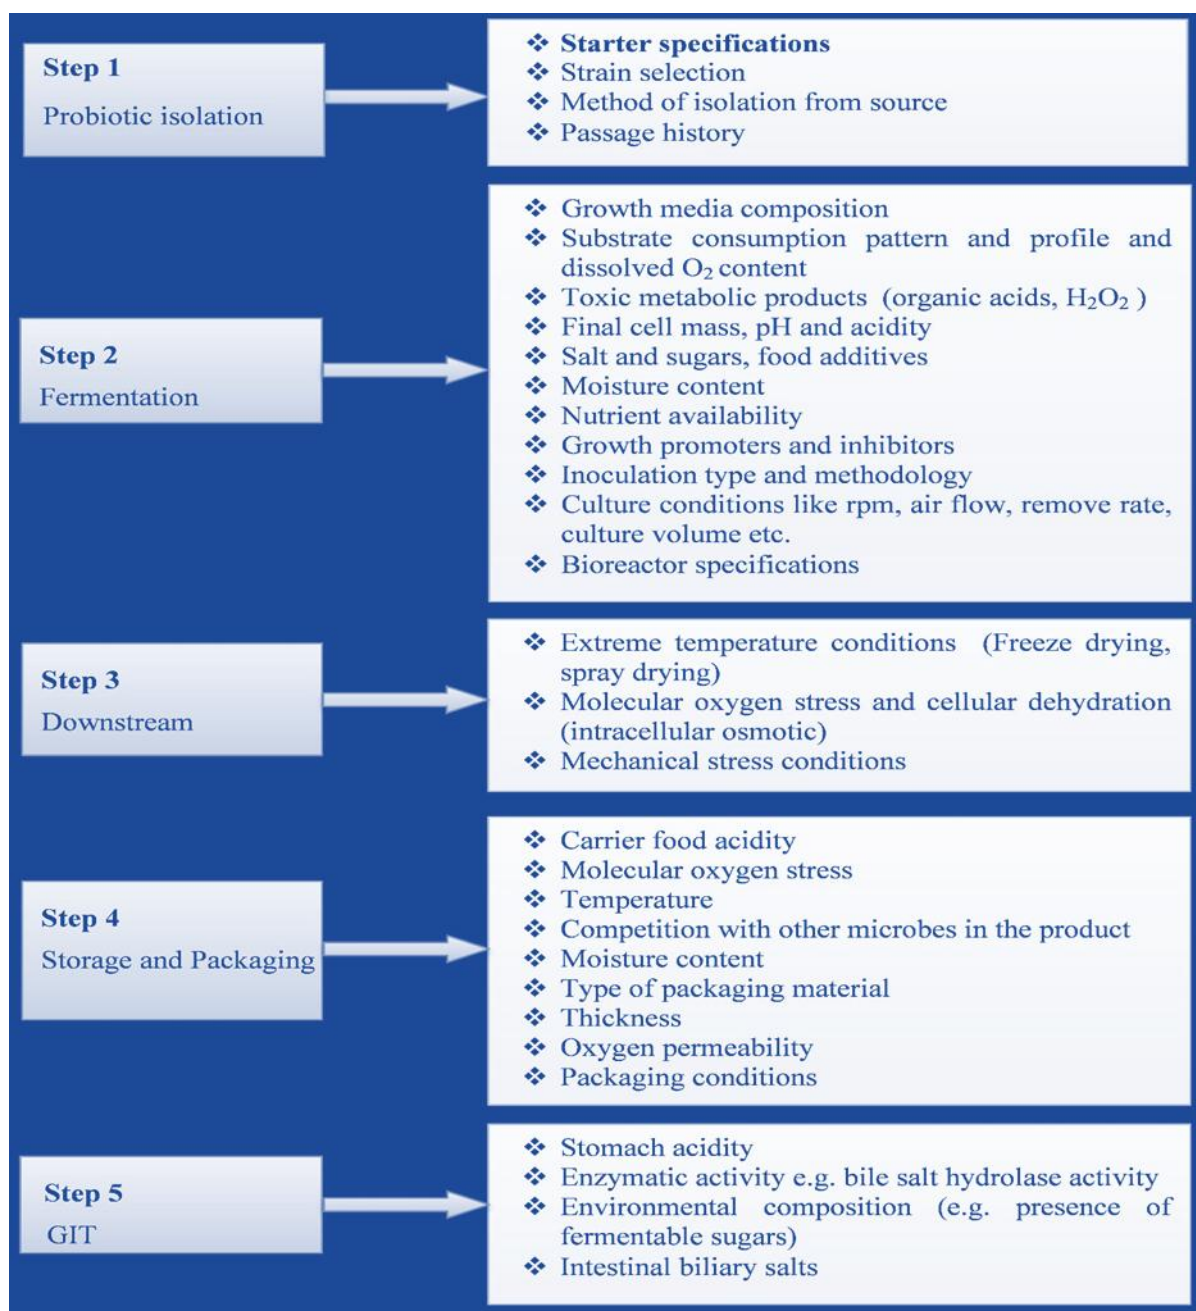 Step 1
Probiotic isolation
❖ Starter specifications
❖ Strain selection
❖ Method of isolation from source
❖ Passage history
Step 2
Fermentation
❖ Growth media composition
❖ Substrate consumption pattern and profile and
dissolved O₂ content
❖ Toxic metabolic products (organic acids, H₂O₂ )
❖ Final cell mass, pH and acidity
❖ Salt and sugars, food additives
❖ Moisture content
❖ Nutrient availability
❖ Growth promoters and inhibitors
❖ Inoculation type and methodology
❖ Culture conditions like rpm, air flow, remove rate,
culture volume etc.
❖ Bioreactor specifications
Step 3
Downstream
❖ Extreme temperature conditions (Freeze drying,
spray drying)
❖ Molecular oxygen stress and cellular dehydration
(intracellular osmotic)
❖ Mechanical stress conditions
Step 4
Storage and Packaging
❖ Carrier food acidity
❖ Molecular oxygen stress
❖ Temperature
❖ Competition with other microbes in the product
❖ Moisture content
❖ Type of packaging material
❖ Thickness
❖ Oxygen permeability
❖ Packaging conditions
Step 5
GIT
❖ Stomach acidity
❖ Enzymatic activity e.g. bile salt hydrolase activity
❖ Environmental composition (e.g. presence of
fermentable sugars)
❖ Intestinal biliary salts